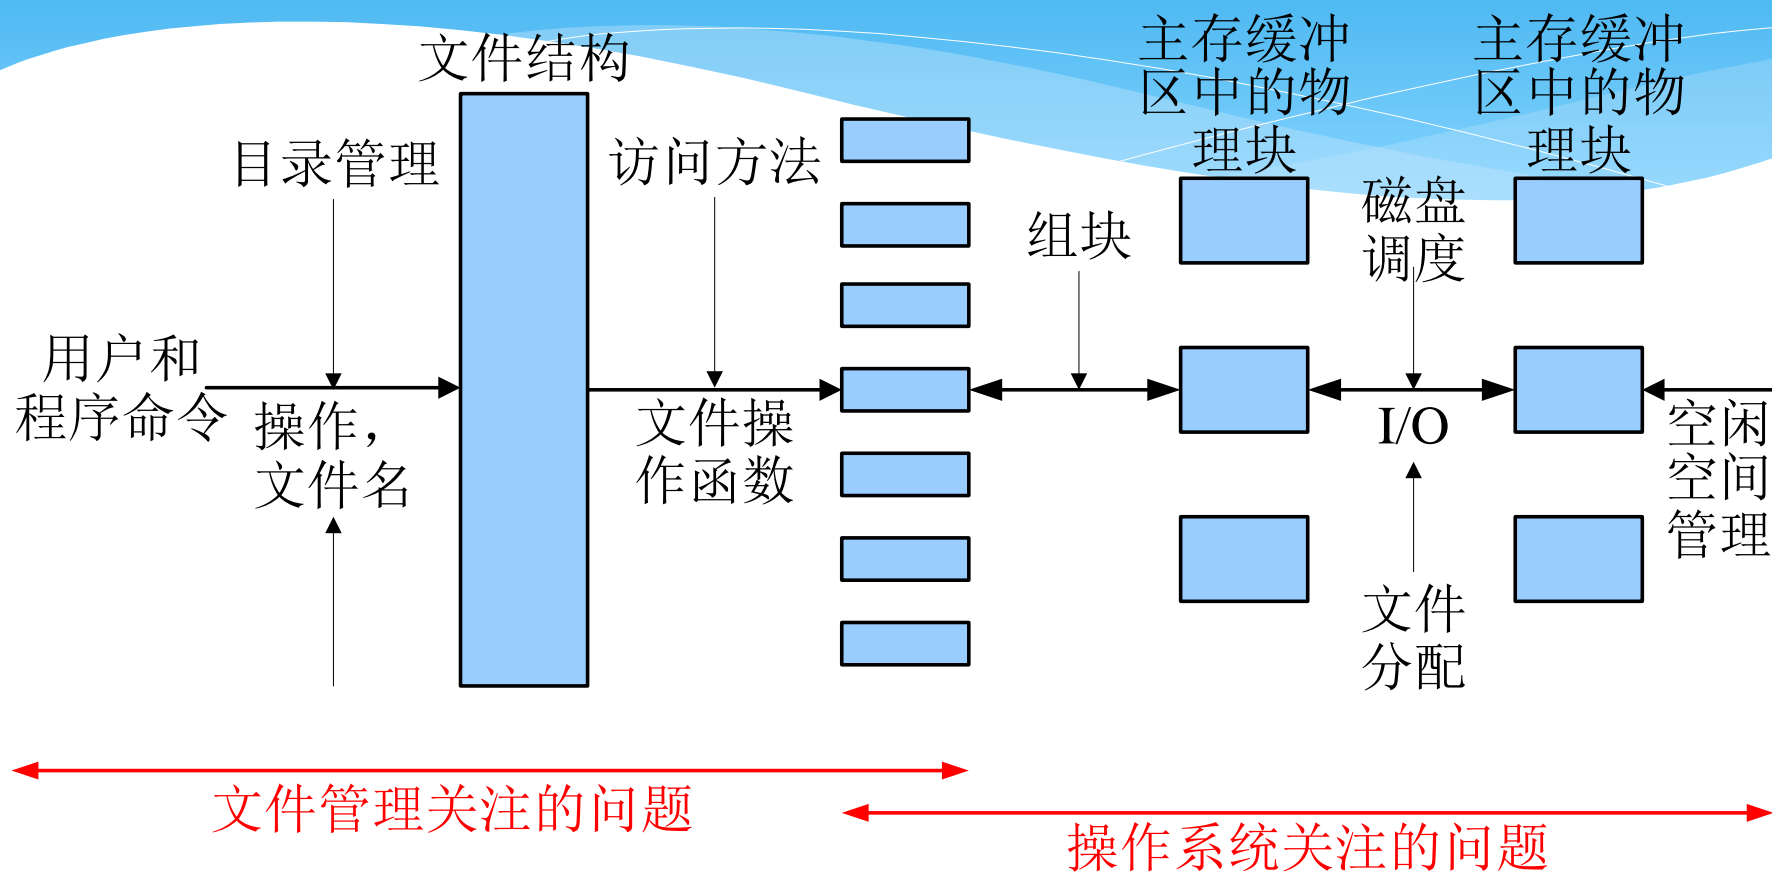 文件结构
主存缓冲
区中的物
理块
主存缓冲
区中的物
理块
目录管理
访问方法
组块
磁盘
调度
用户和
程序命令
操作，
文件名
文件操
作函数
I/O
空闲
空间
管理
文件
分配
文件管理关注的问题
操作系统关注的问题